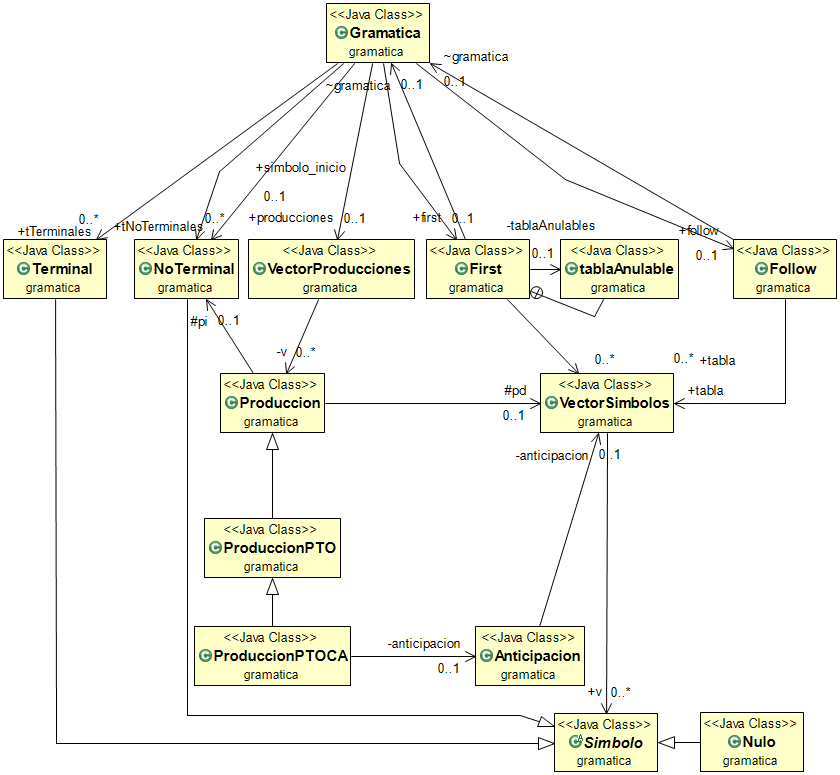 <<Java Class>>
Gramatica
gramatica
~gramatica
~gramatica
0..1
0..1
+simbolo_inicio
0..1
0..*
+tTerminales
+tNoTerminales
0..*
+producciones
0..1
+first
0..1
-tablaAnulables
0..1
+follow
0..1
<<Java Class>>
Terminal
gramatica
<<Java Class>>
NoTerminal
gramatica
<<Java Class>>
VectorProducciones
gramatica
<<Java Class>>
First
gramatica
<<Java Class>>
tablaAnulable
gramatica
<<Java Class>>
Follow
gramatica
#pi
0..1
-v
0..*
0..*
0..*
+tabla
+tabla
<<Java Class>>
Produccion
gramatica
#pd
0..1
<<Java Class>>
VectorSimbolos
gramatica
-anticipacion
0..1
<<Java Class>>
ProduccionPTO
gramatica
<<Java Class>>
ProduccionPTOCA
gramatica
-anticipacion
0..1
<<Java Class>>
Anticipacion
gramatica
+v
0..*
<<Java Class>>
Simbolo
gramatica
<<Java Class>>
Nulo
gramatica